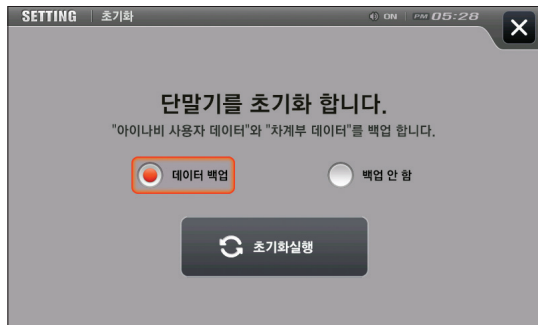 SETTING 초기화 ON PM 05:28
단말기를 초기화 합니다.
"아이나비 사용자 데이터"와 "차계부 데이터"를 백업 합니다.
데이터 백업 백업 안 함
초기화실행